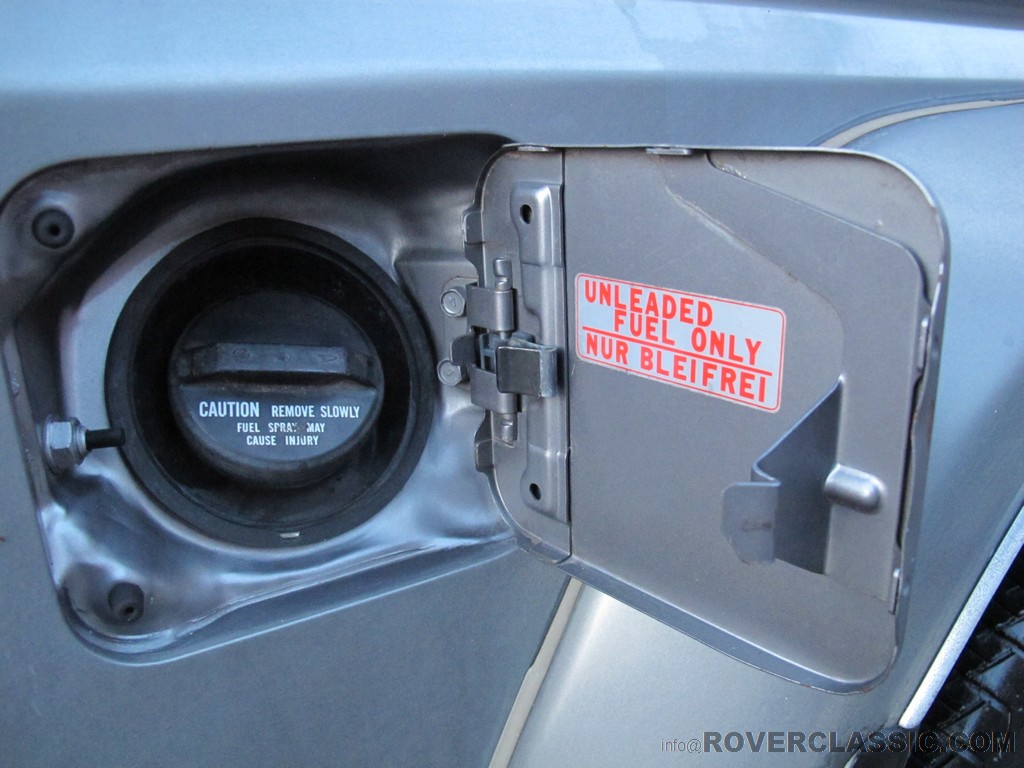 UNLEADED
FUEL ONLY
NUR BLEIFREI
CAUTION REMOVE SLOWLY
FUEL SPRAY MAY
CAUSE INJURY
info@ROVERCLASSIC.COM